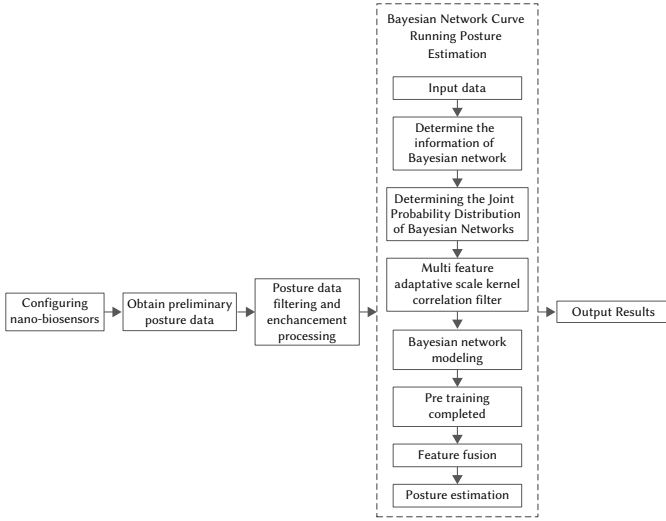 Configuring
nano-biosensors
Obtain preliminary
posture data
Posture data
filtering and
enchancement
processing
Bayesian Network Curve
Running Posture
Estimation
Input data
Determine the
information of
Bayesian network
Determining the Joint
Probability Distribution
of Bayesian Networks
Multi feature
adaptive scale kernel
correlation filter
Bayesian network
modeling
Pre training
completed
Feature fusion
Posture estimation
Output Results